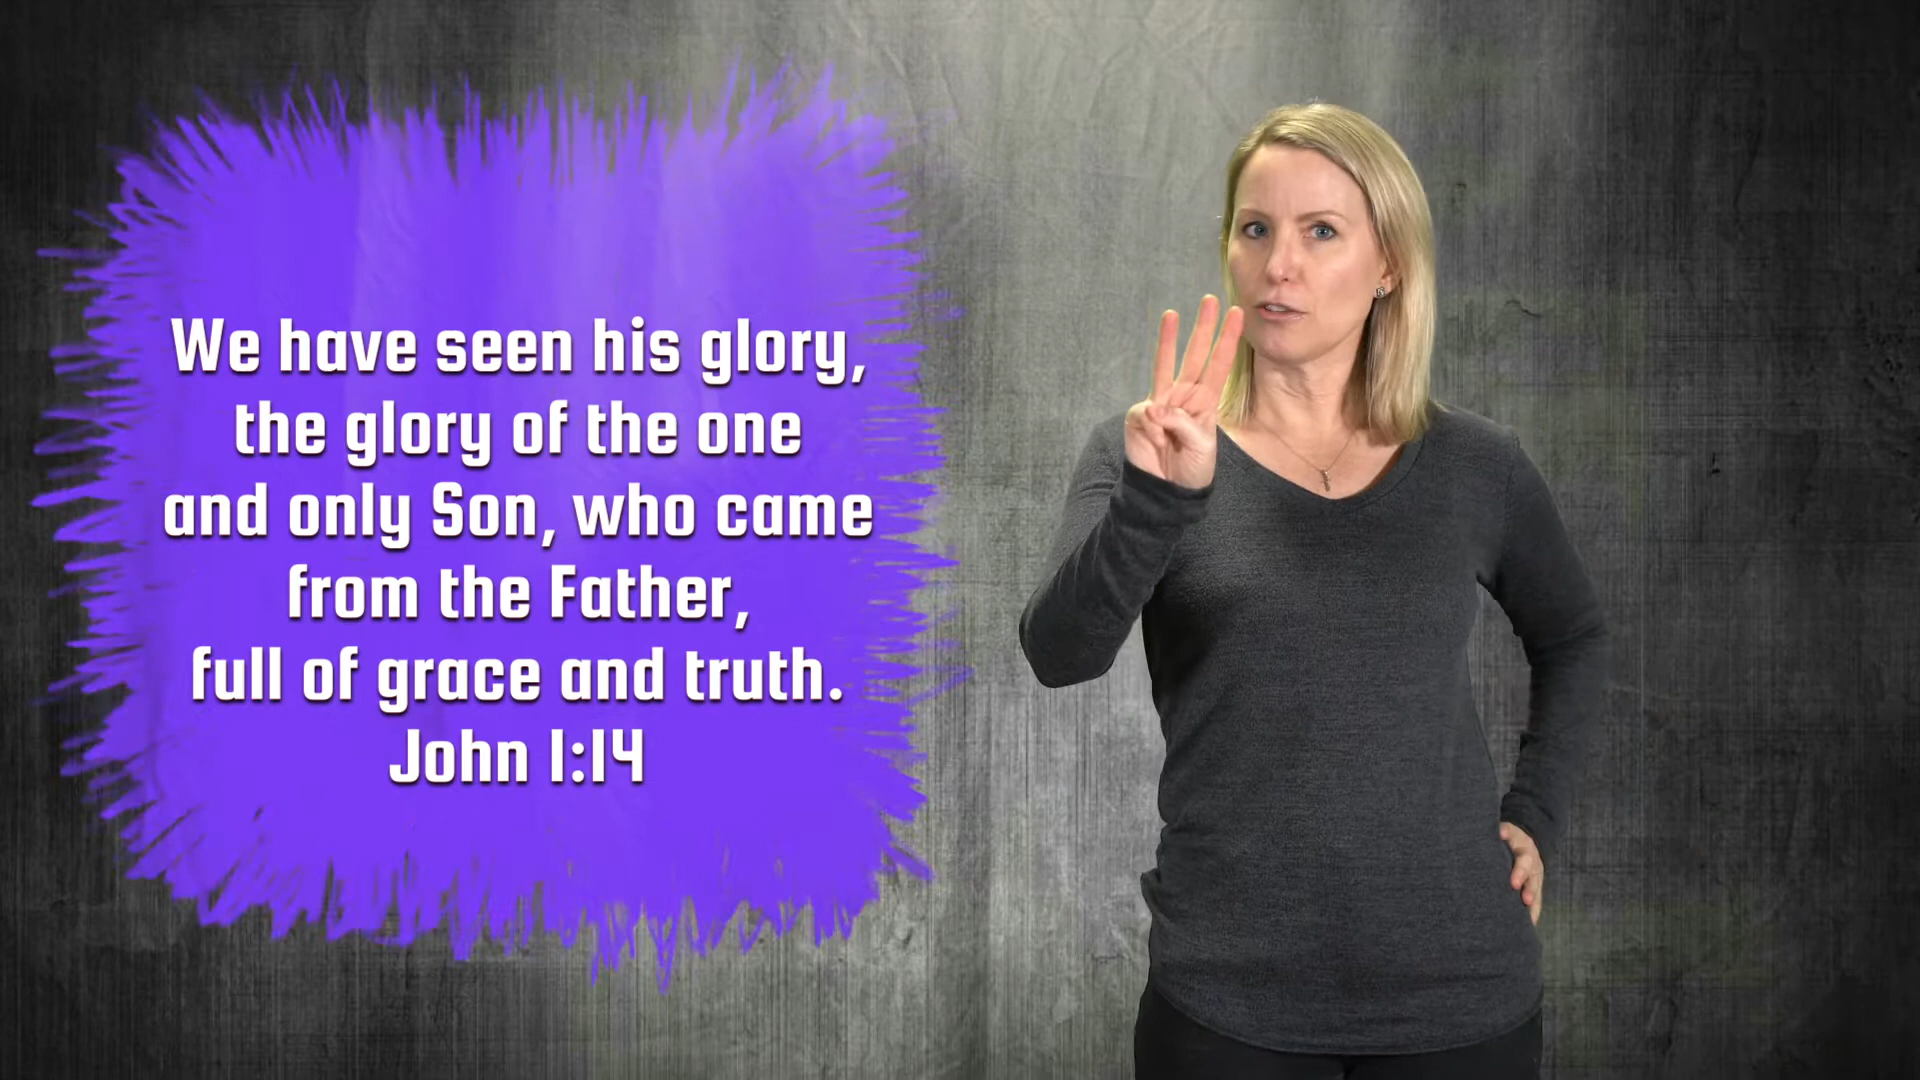 We have seen his glory,
the glory of the one
and only Son, who came
from the Father,
full of grace and truth.
John 1:14